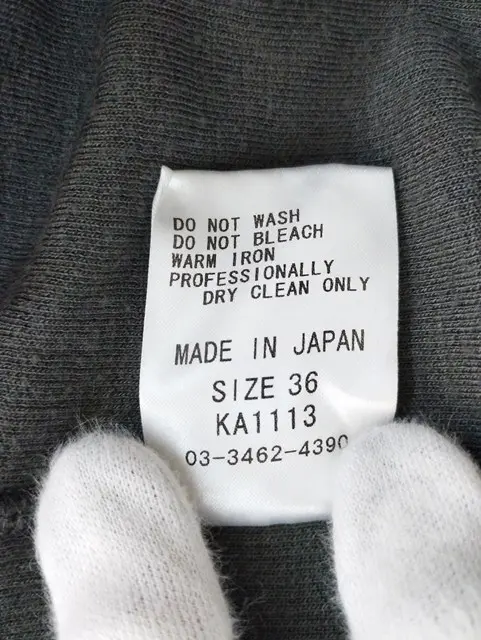 DO NOT WASH
DO NOT BLEACH
WARM IRON
PROFESSIONALLY
DRY CLEAN ONLY
MADE IN JAPAN
SIZE 36
KA1113
03-3462-4390